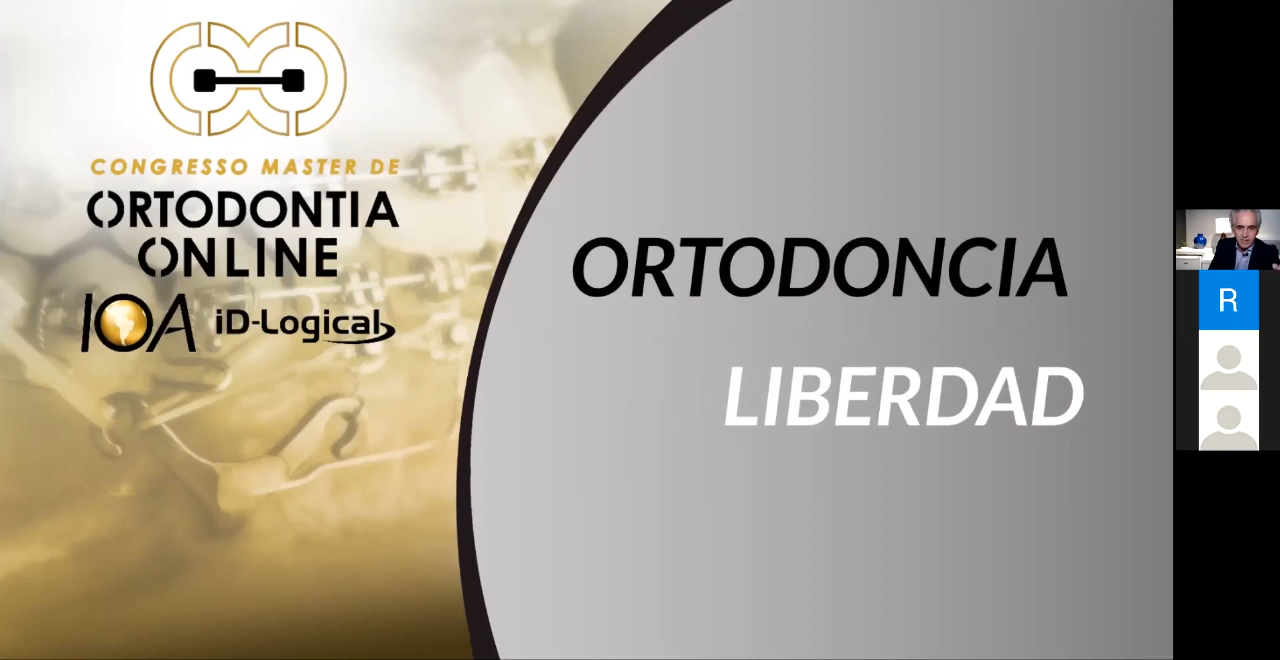 CONGRESSO MASTER DE
ORTODONTIA
ONLINE
IOA iD-Logical
ORTODONCIA
LIBERDAD
R